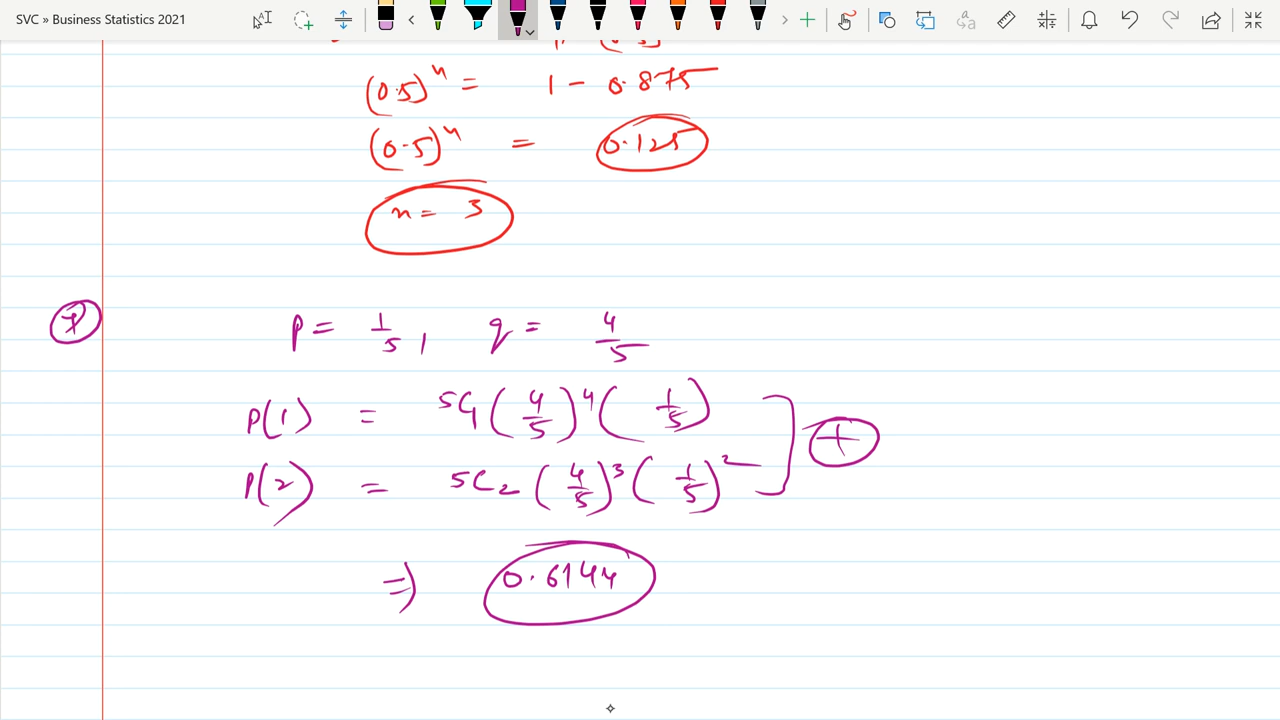 SVC » Business Statistics 2021
(0.5)ⁿ = 1 - 0.875
(0.5)ⁿ = 0.125
n = 3
7 p = 1/5, q = 4/5
P(1) = 5C₁ (4/5)⁴ (1/5)
P(2) = 5C₂ (4/5)³ (1/5)² +
⇒ 0.6144